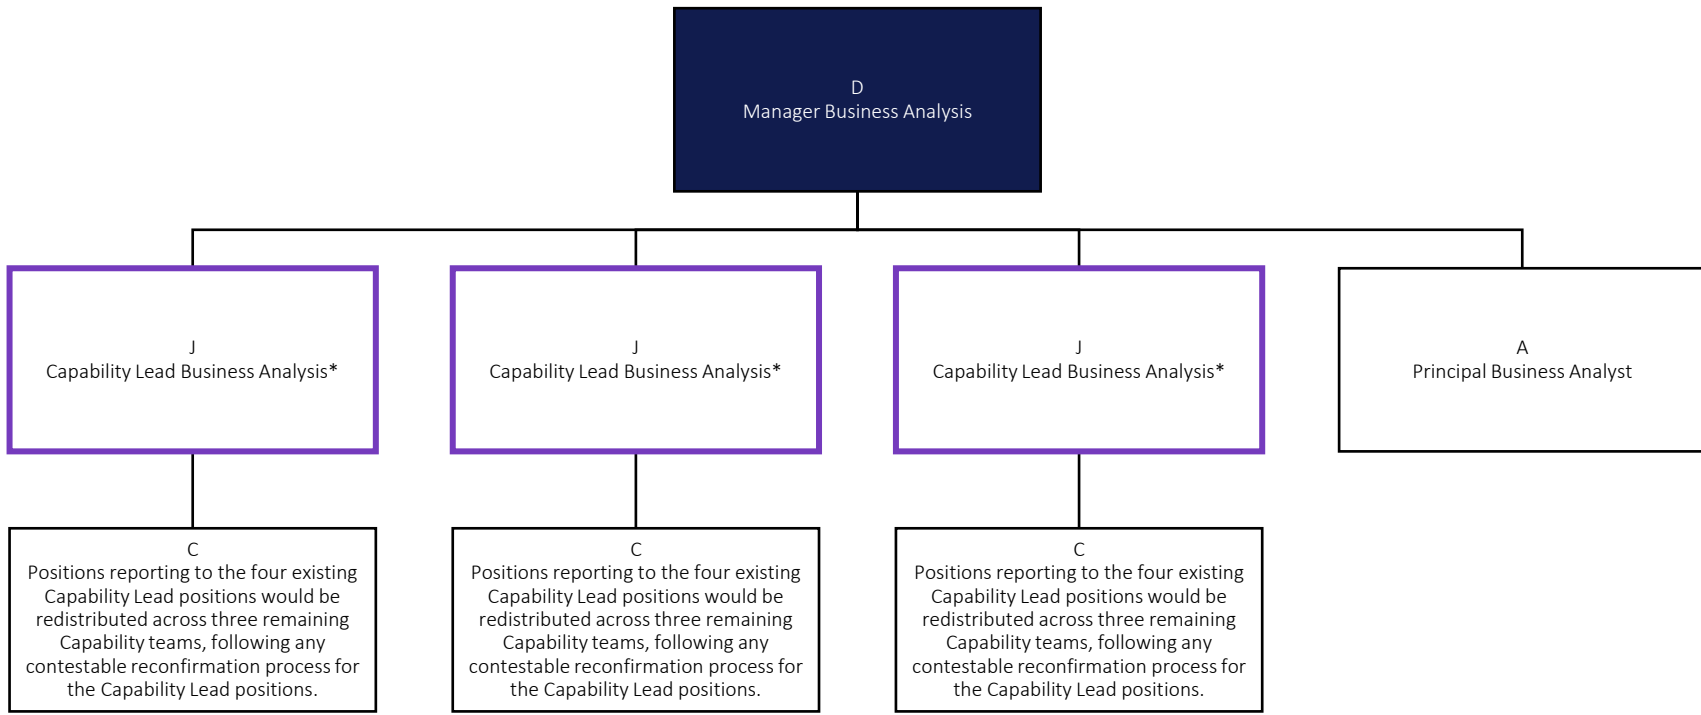 D
Manager Business Analysis
J
Capability Lead Business Analysis*
J
Capability Lead Business Analysis*
J
Capability Lead Business Analysis*
A
Principal Business Analyst
C
Positions reporting to the four existing
Capability Lead positions would be
redistributed across three remaining
Capability teams, following any
contestable reconfirmation process for
the Capability Lead positions.
C
Positions reporting to the four existing
Capability Lead positions would be
redistributed across three remaining
Capability teams, following any
contestable reconfirmation process for
the Capability Lead positions.
C
Positions reporting to the four existing
Capability Lead positions would be
redistributed across three remaining
Capability teams, following any
contestable reconfirmation process for
the Capability Lead positions.